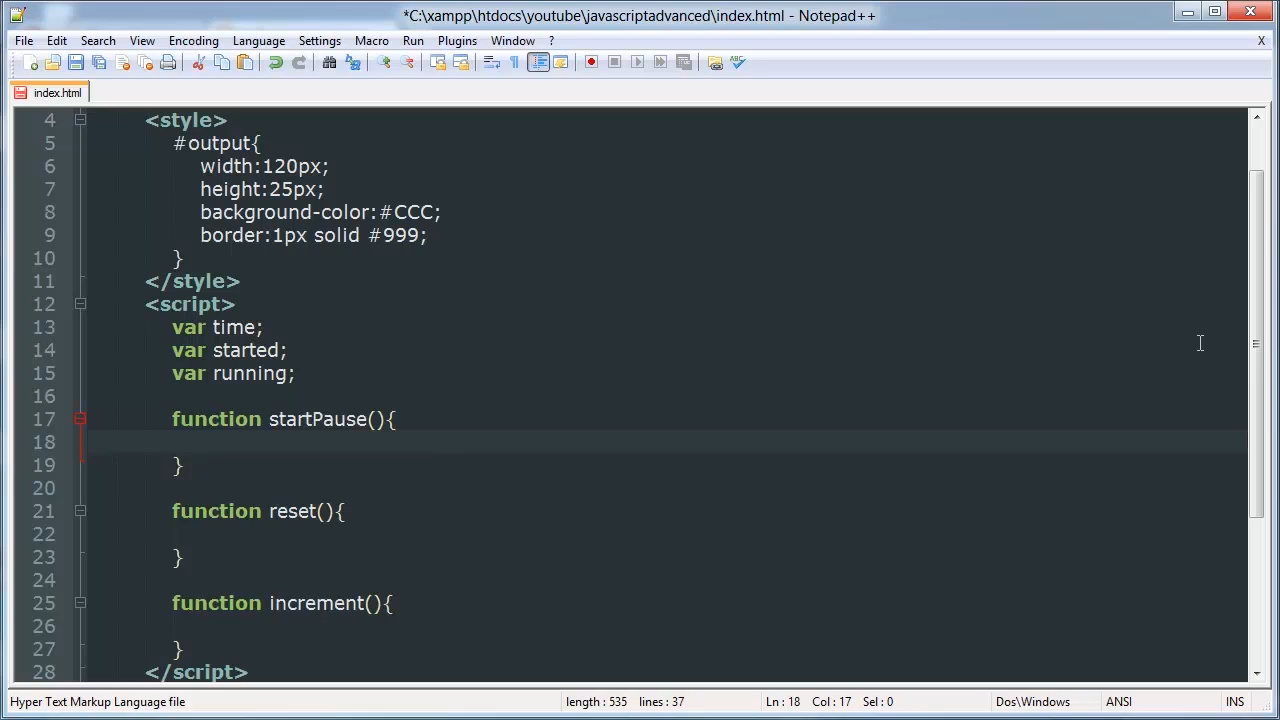 *C:\xampp\htdocs\youtube\javascriptadvanced\index.html - Notepad++
File Edit Search View Encoding Language Settings Macro Run Plugins Window ? X
index.html
4 <style>
5 #output{
6 width:120px;
7 height:25px;
8 background-color:#CCC;
9 border:1px solid #999;
10 }
11 </style>
12 <script>
13 var time;
14 var started;
15 var running;
16
17 function startPause(){
18
19 }
20
21 function reset(){
22
23 }
24
25 function increment(){
26
27 }
28 </script>
Hyper Text Markup Language file length : 535 lines : 37 Ln : 18 Col : 17 Sel : 0 Dos\Windows ANSI INS